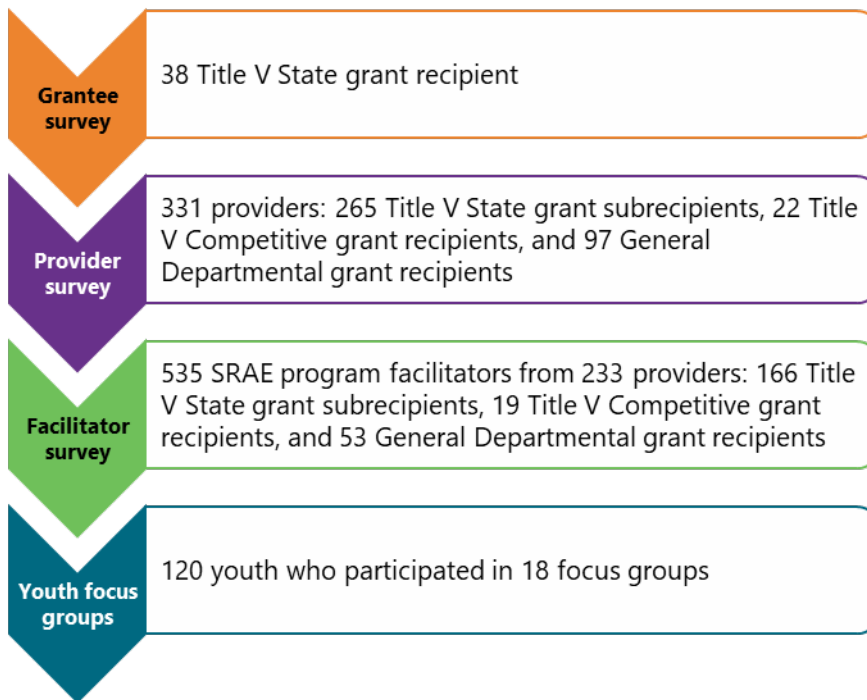 Grantee
survey
38 Title V State grant recipient
Provider
survey
331 providers: 265 Title V State grant subrecipients, 22 Title
V Competitive grant recipients, and 97 General
Departmental grant recipients
Facilitator
survey
535 SRAE program facilitators from 233 providers: 166 Title
V State grant subrecipients, 19 Title V Competitive grant
recipients, and 53 General Departmental grant recipients
Youth focus
groups
120 youth who participated in 18 focus groups